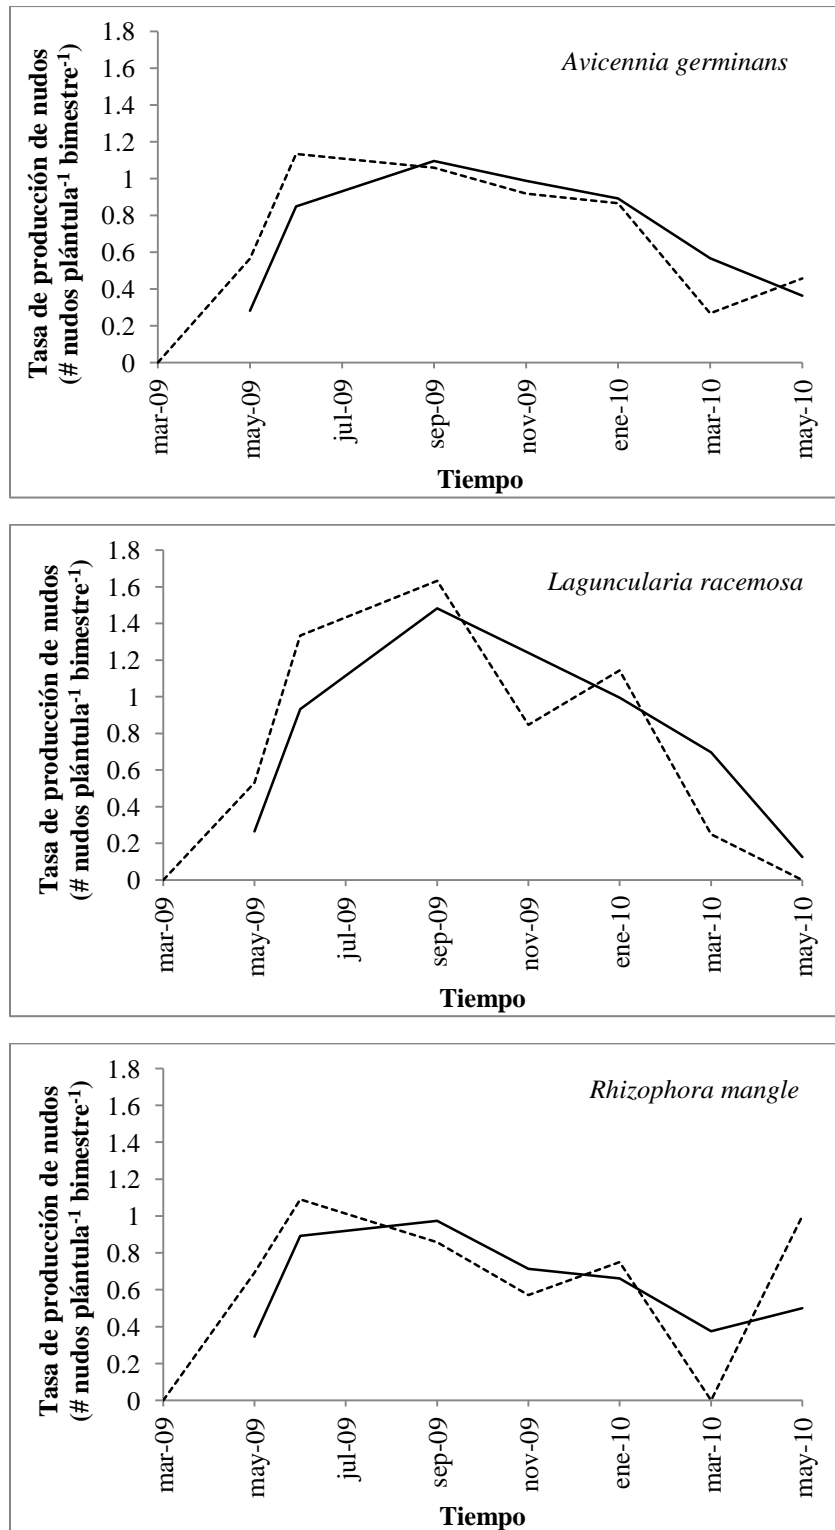 Avicennia germinans
Tasa de producción de nudos
(# nudos plántula⁻¹ bimestre⁻¹)
1.8
1.6
1.4
1.2
1
0.8
0.6
0.4
0.2
0
mar-09
may-09
jul-09
sep-09
nov-09
ene-10
mar-10
may-10
Tiempo
Laguncularia racemosa
Tasa de producción de nudos
(# nudos plántula⁻¹ bimestre⁻¹)
1.8
1.6
1.4
1.2
1
0.8
0.6
0.4
0.2
0
mar-09
may-09
jul-09
sep-09
nov-09
ene-10
mar-10
may-10
Tiempo
Rhizophora mangle
Tasa de producción de nudos
(# nudos plántula⁻¹ bimestre⁻¹)
1.8
1.6
1.4
1.2
1
0.8
0.6
0.4
0.2
0
mar-09
may-09
jul-09
sep-09
nov-09
ene-10
mar-10
may-10
Tiempo